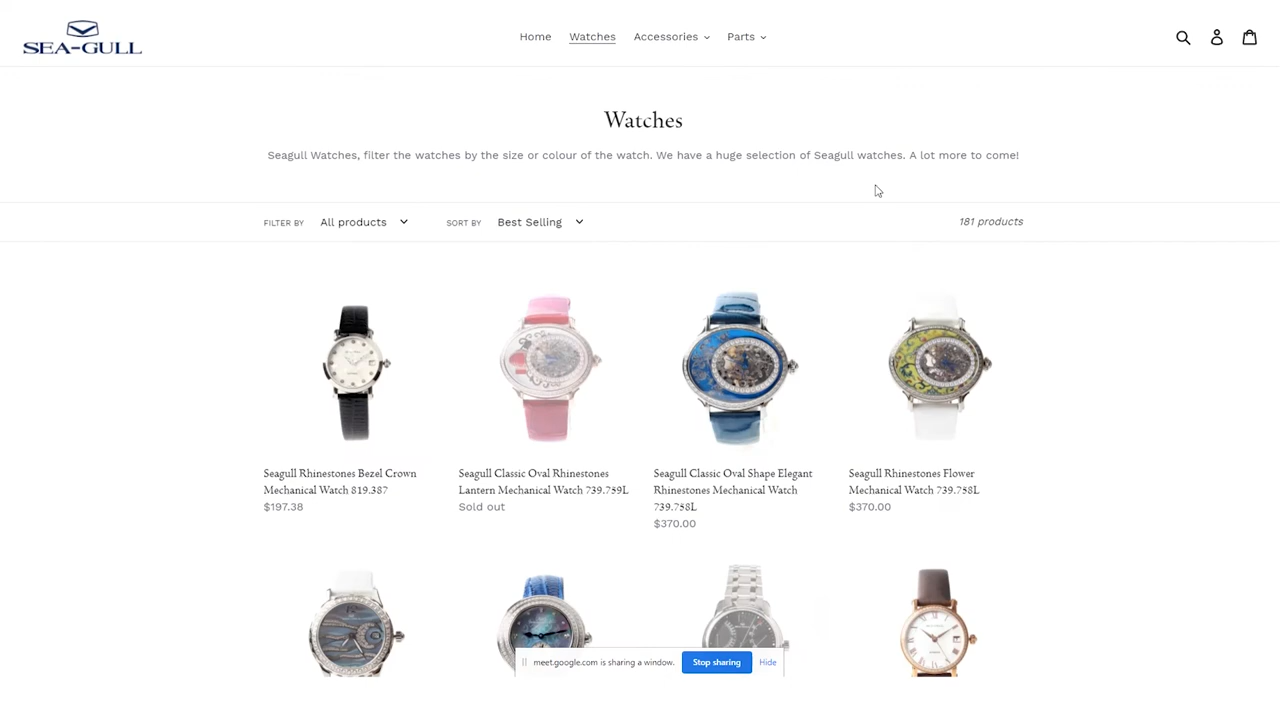 SEA-GULL
Home Watches Accessories Parts
Watches
Seagull Watches, filter the watches by the size or colour of the watch. We have a huge selection of Seagull watches. A lot more to come!
FILTER BY All products SORT BY Best Selling 181 products
Seagull Rhinestones Bezel Crown
Mechanical Watch 819.387
$197.38
Seagull Classic Oval Rhinestones
Lantern Mechanical Watch 739.759L
Sold out
Seagull Classic Oval Shape Elegant
Rhinestones Mechanical Watch
739.758L
$370.00
Seagull Rhinestones Flower
Mechanical Watch 739.758L
$370.00
meet.google.com is sharing a window. Stop sharing Hide